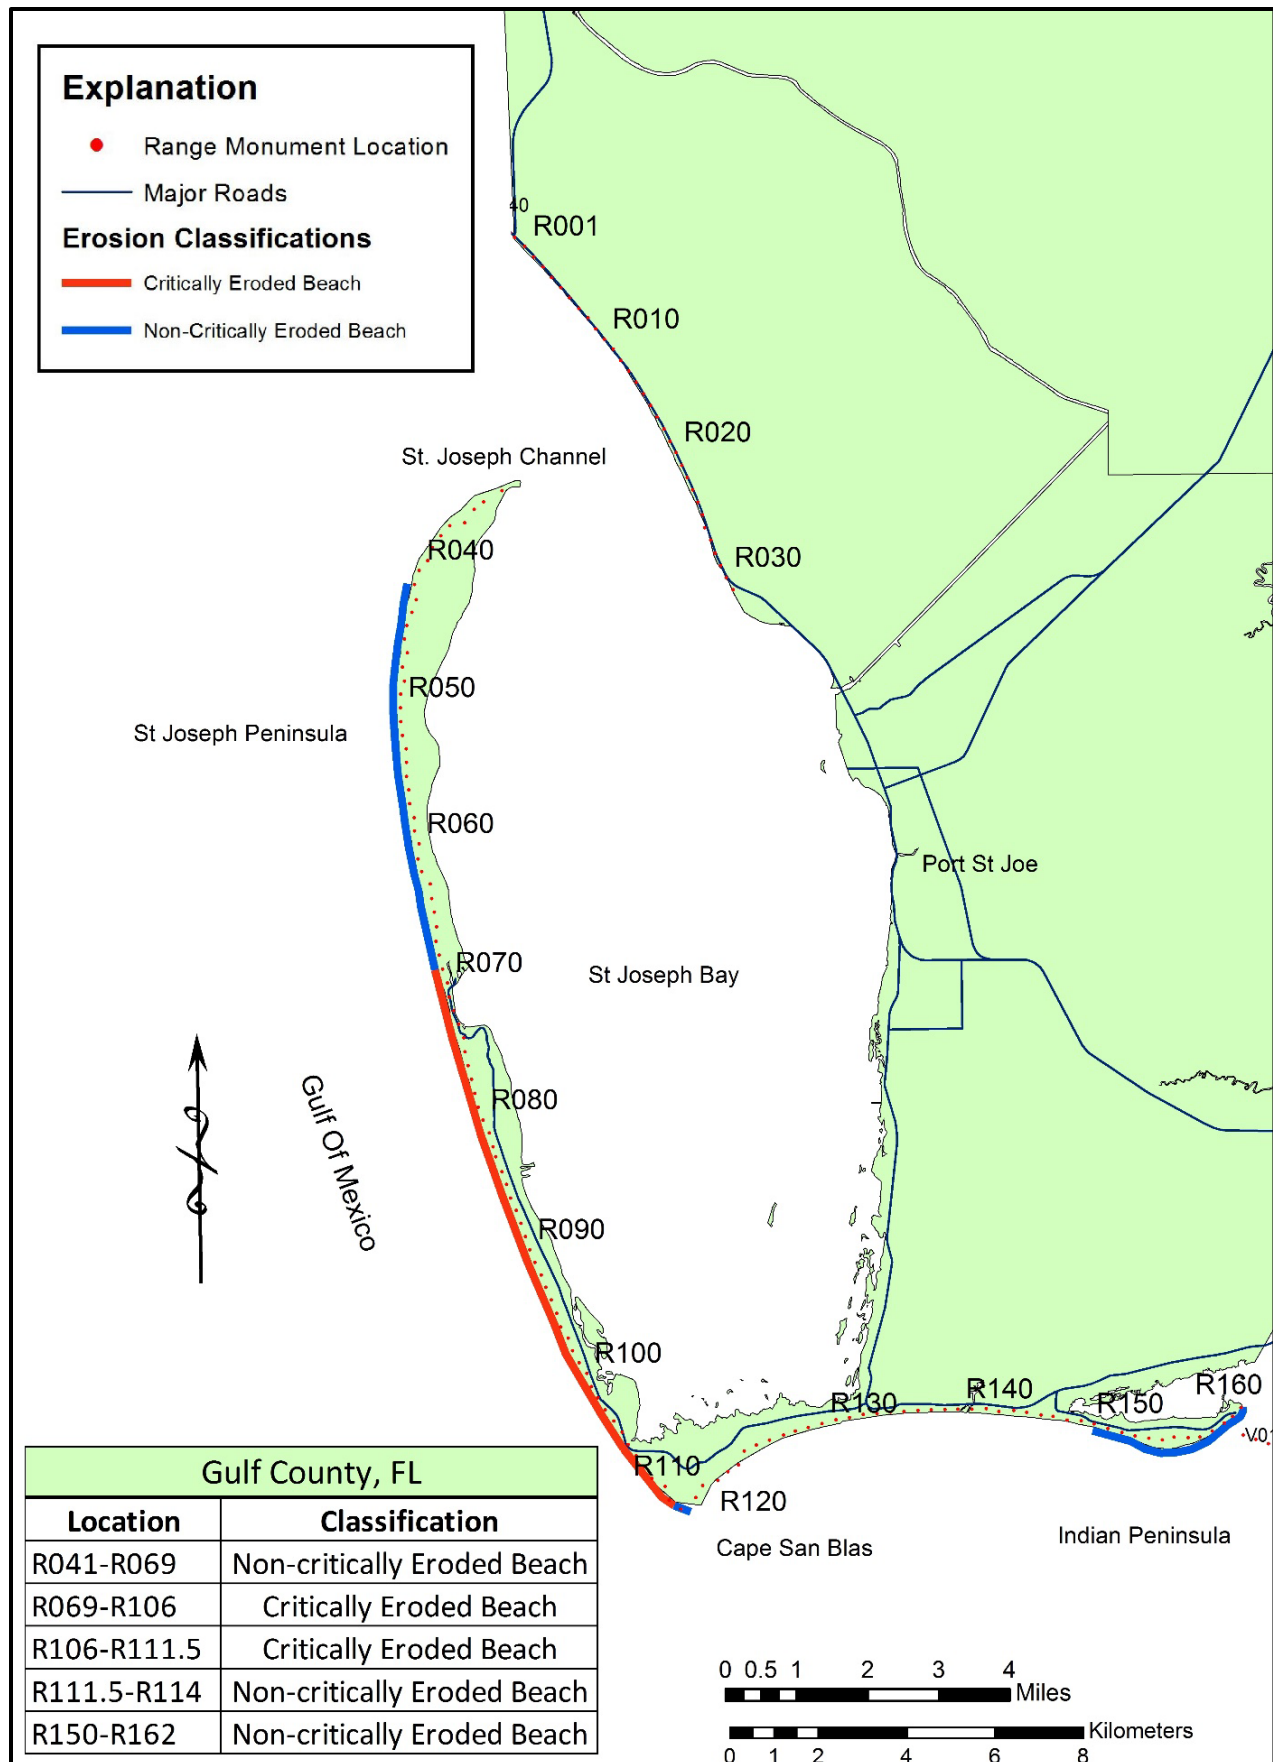 Explanation
Range Monument Location
Major Roads
Erosion Classifications
Critically Eroded Beach
Non-Critically Eroded Beach
40
R001
R010
R020
St. Joseph Channel
R040
R030
R050
St Joseph Peninsula
R060
Port St Joe
R070
St Joseph Bay
R080
Gulf Of Mexico
R090
R100
R130
R140
R150
R160
V01
R110
R120
Cape San Blas
Indian Peninsula
Gulf County, FL
Location Classification
R041-R069 Non-critically Eroded Beach
R069-R106 Critically Eroded Beach
R106-R111.5 Critically Eroded Beach
R111.5-R114 Non-critically Eroded Beach
R150-R162 Non-critically Eroded Beach
0 0.5 1 2 3 4
Miles
Kilometers
0 1 2 4 6 8